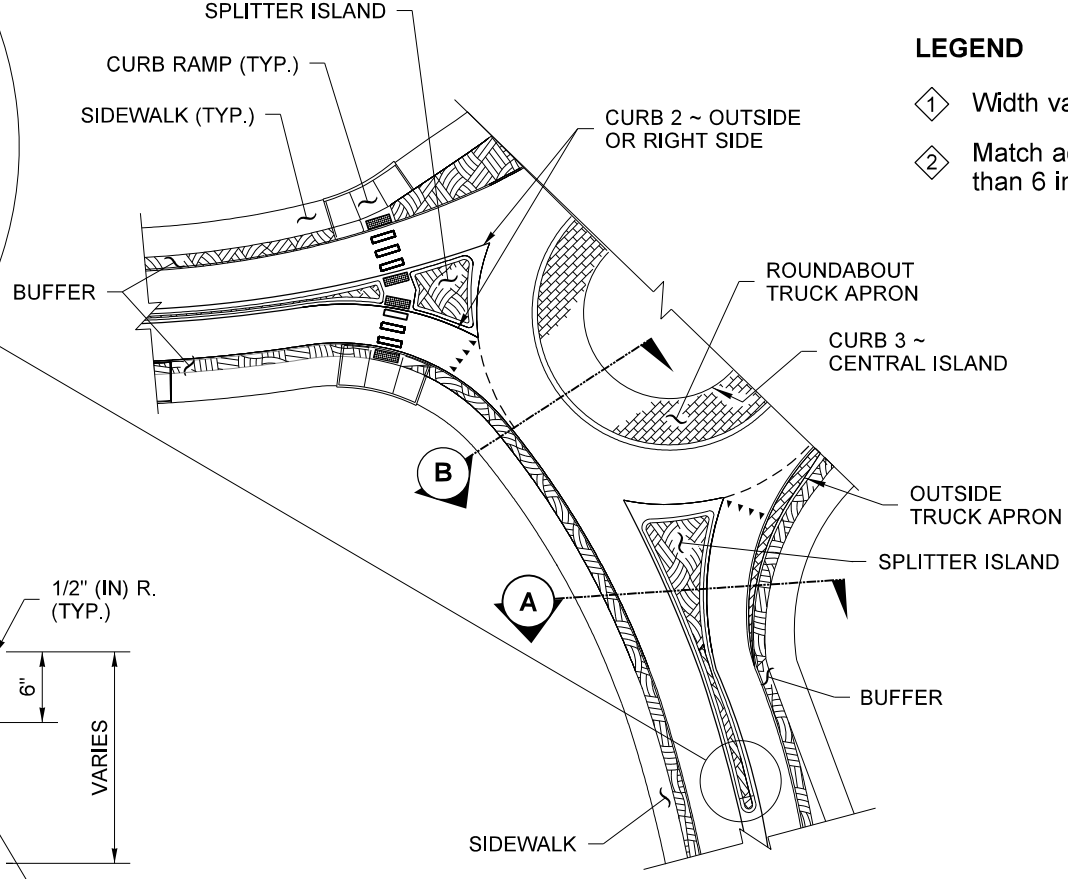 SPLITTER ISLAND
CURB RAMP (TYP.)
SIDEWALK (TYP.)
CURB 2 ~ OUTSIDE
OR RIGHT SIDE
LEGEND
1 Width va
2 Match a
than 6 i
BUFFER
ROUNDABOUT
TRUCK APRON
CURB 3 ~
CENTRAL ISLAND
B
OUTSIDE
TRUCK APRON
SPLITTER ISLAND
A
1/2" (IN) R.
(TYP.)
6"
VARIES
BUFFER
SIDEWALK